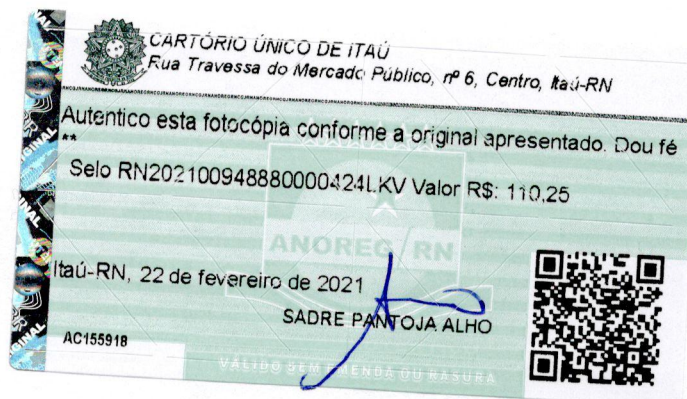 CARTÓRIO ÚNICO DE ITAÚ
Rua Travessa do Mercado Público, nº 6, Centro, Itaú-RN
Autentico esta fotocópia conforme a original apresentado. Dou fé
**
Selo RN202100948880000424LKV Valor R$: 110,25
ANOREG/RN
Itaú-RN, 22 de fevereiro de 2021
SADRE PANTOJA ALHO
AC155918
VÁLIDO SEM EMENDA OU RASURA